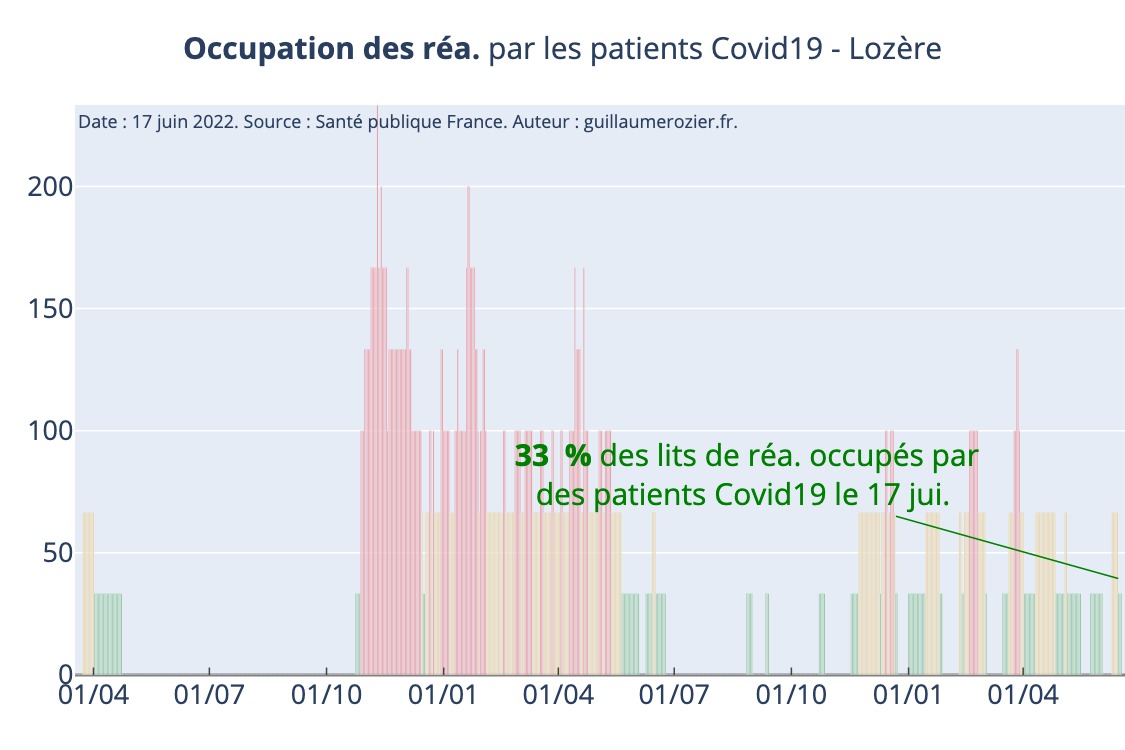 Occupation des réa. par les patients Covid19 - Lozère
Date : 17 juin 2022. Source : Santé publique France. Auteur : guillaumerozier.fr.
200
150
100
50
0
33 % des lits de réa. occupés par
des patients Covid19 le 17 jui.
01/04 01/07 01/10 01/01 01/04 01/07 01/10 01/01 01/04